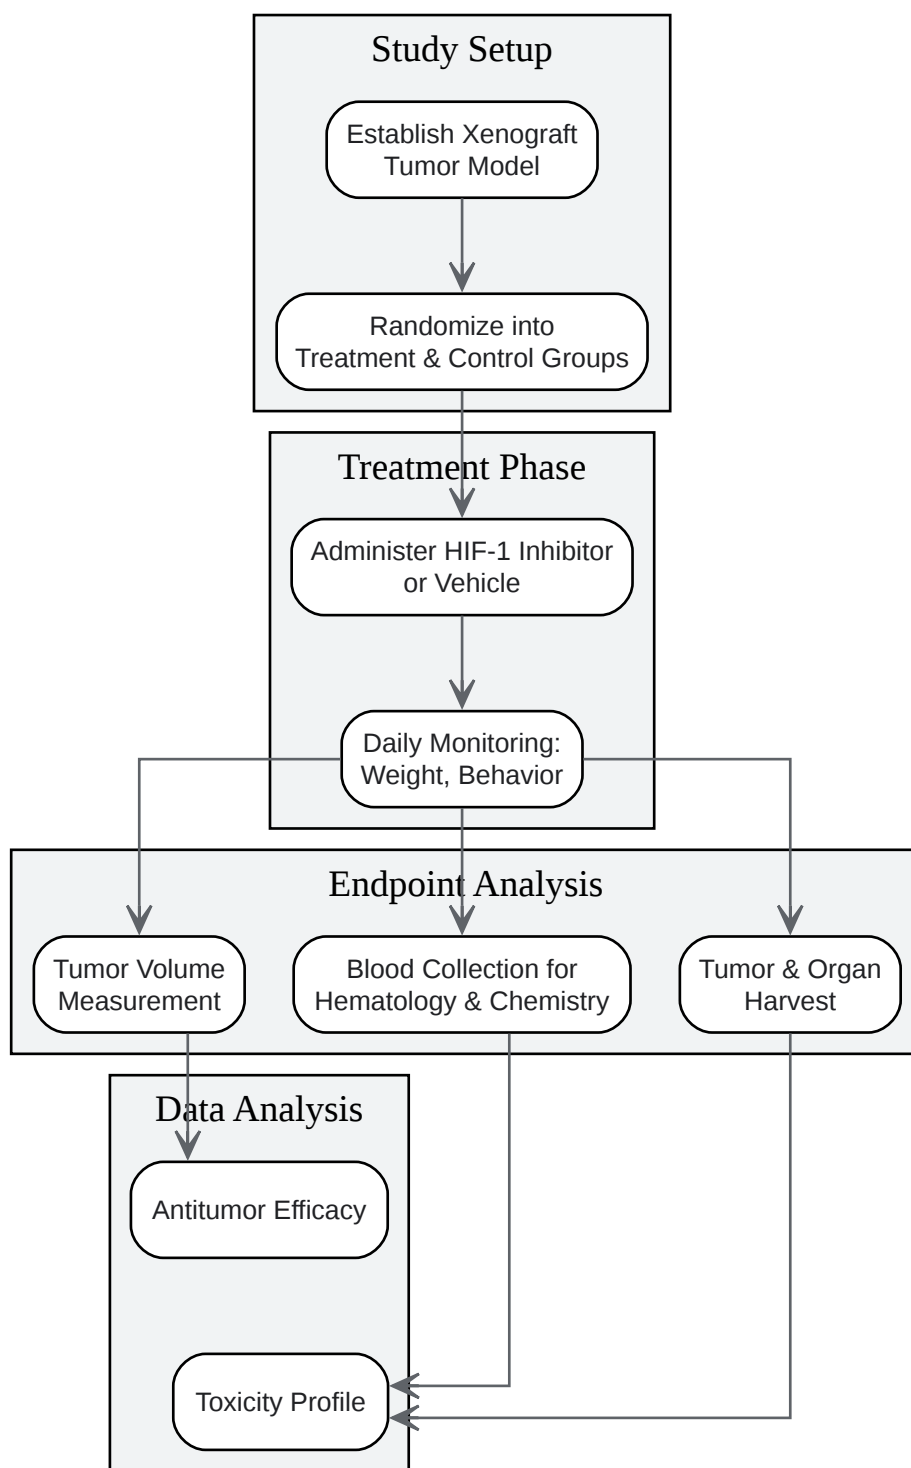 Study Setup
Establish Xenograft
Tumor Model
Randomize into
Treatment & Control Groups
Treatment Phase
Administer HIF-1 Inhibitor
or Vehicle
Daily Monitoring:
Weight, Behavior
Endpoint Analysis
Tumor Volume
Measurement
Blood Collection for
Hematology & Chemistry
Tumor & Organ
Harvest
Data Analysis
Antitumor Efficacy
Toxicity Profile